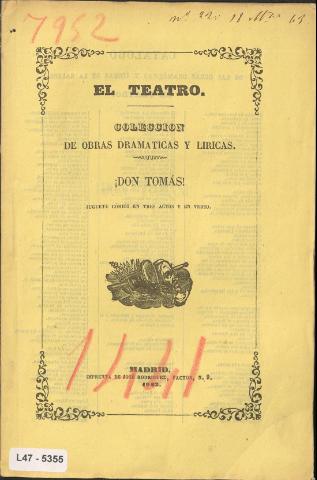 7952
EL TEATRO.
COLECCION
DE OBRAS DRAMATICAS Y LIRICAS.
¡DON TOMÁS!
JUGUETE CÓMICO EN TRES ACTOS Y EN VERSO.
MADRID.
IMPRENTA DE JOSÉ RODRIGUEZ, FACTOR, N. 9.
1863.
L47 - 5355